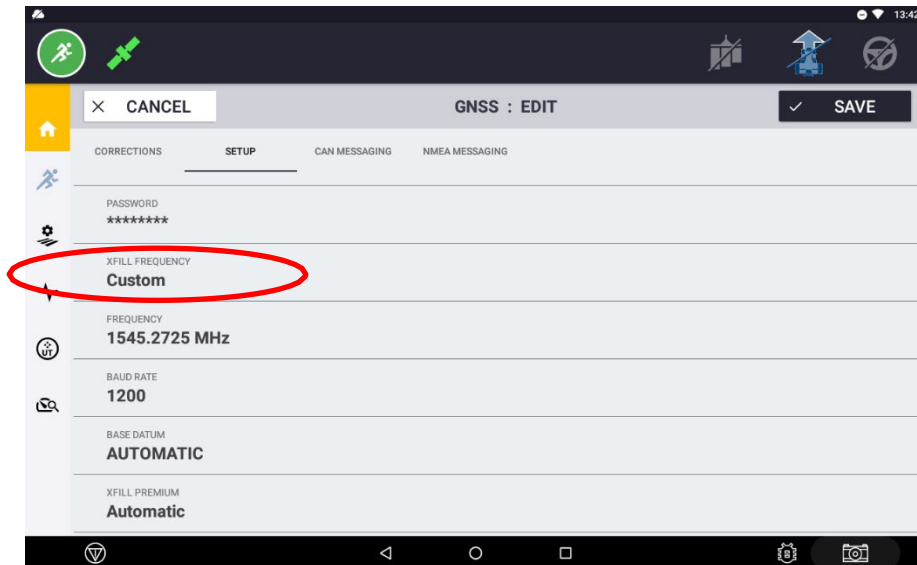 13:42
CANCEL
GNSS : EDIT
SAVE
CORRECTIONS SETUP CAN MESSAGING NMEA MESSAGING
PASSWORD
********
XFILL FREQUENCY
Custom
FREQUENCY
1545.2725 MHz
UT
BAUD RATE
1200
BASE DATUM
AUTOMATIC
XFILL PREMIUM
Automatic